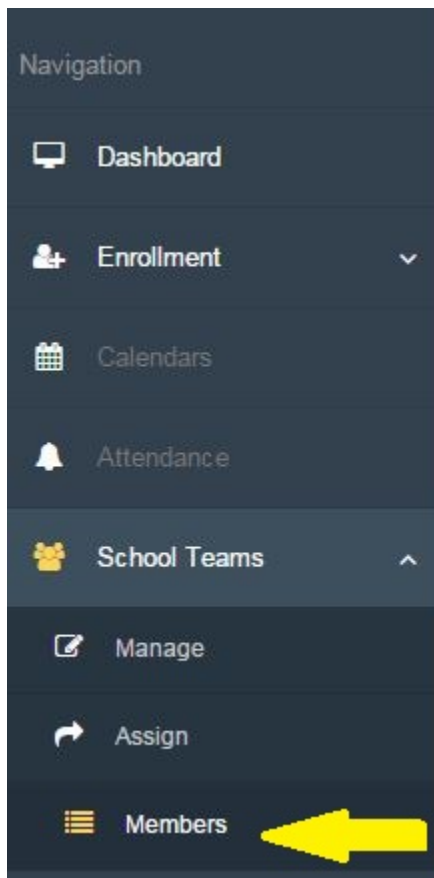 Navigation
Dashboard
Enrollment
Calendars
Attendance
School Teams
Manage
Assign
Members